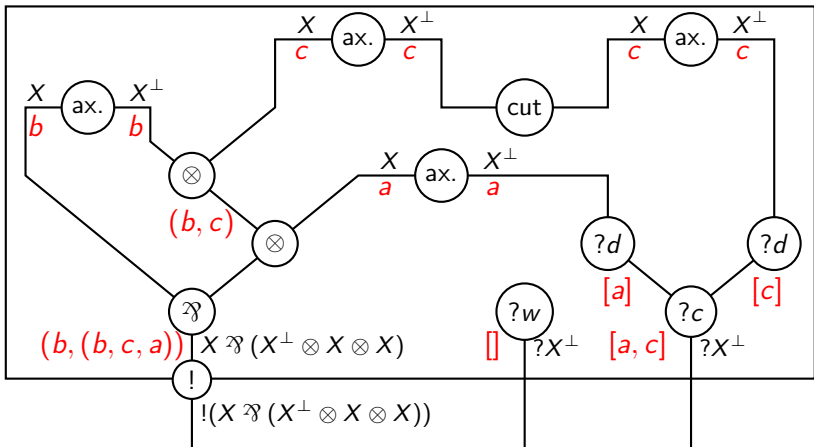 X ax. X⊥ X ax. X⊥
c c c c
X ax. X⊥ cut
b b
X ax. X⊥
⊗ a a
(b, c) ⊗ ?d ?d
[a] [c]
⅋ ?w ?c
(b, (b, c, a)) X ⅋ (X⊥ ⊗ X ⊗ X) [] ?X⊥ [a, c] ?X⊥
!
!(X ⅋ (X⊥ ⊗ X ⊗ X))